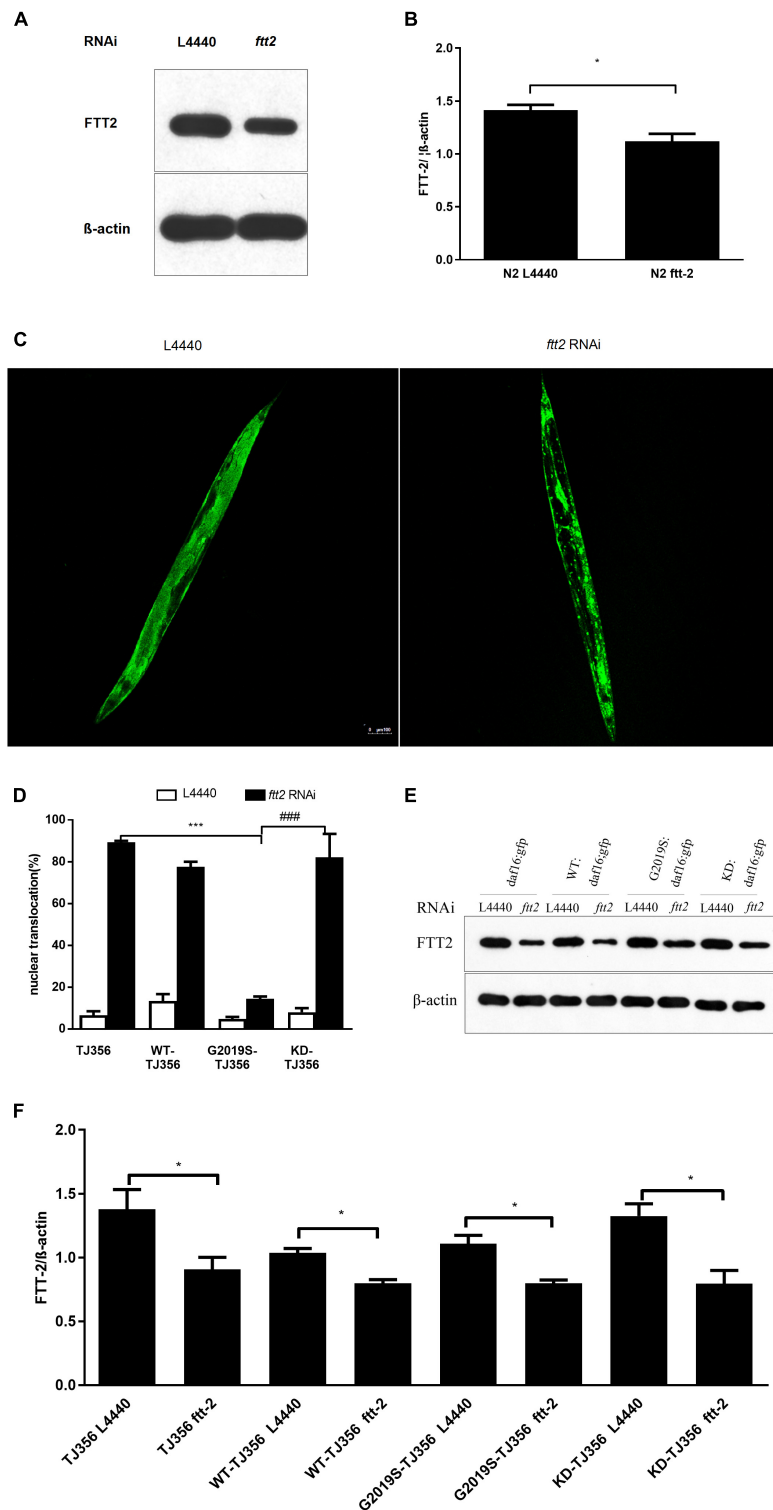 A
RNAi L4440 ftt2
FTT2
ß-actin
B
*
2.0
1.5
1.0
0.5
0.0
FTT-2/ ¦ß-actin
N2 L4440 N2 ftt-2
C
L4440 ftt2 RNAi
0 µm100
D
L4440 ftt2 RNAi
*** ###
100
80
60
40
20
0
nuclear translocation(%)
TJ356 WT-TJ356 G2019S-TJ356 KD-TJ356
E
daf16:gfp WT: daf16:gfp G2019S: daf16:gfp KD: daf16:gfp
RNAi L4440 ftt2 L4440 ftt2 L4440 ftt2 L4440 ftt2
FTT2
β-actin
F
* * * *
2.0
1.5
1.0
0.5
0.0
FTT-2/ß-actin
TJ356 L4440
TJ356 ftt-2
WT-TJ356 L4440
WT-TJ356 ftt-2
G2019S-TJ356 L4440
G2019S-TJ356 ftt-2
KD-TJ356 L4440
KD-TJ356 ftt-2